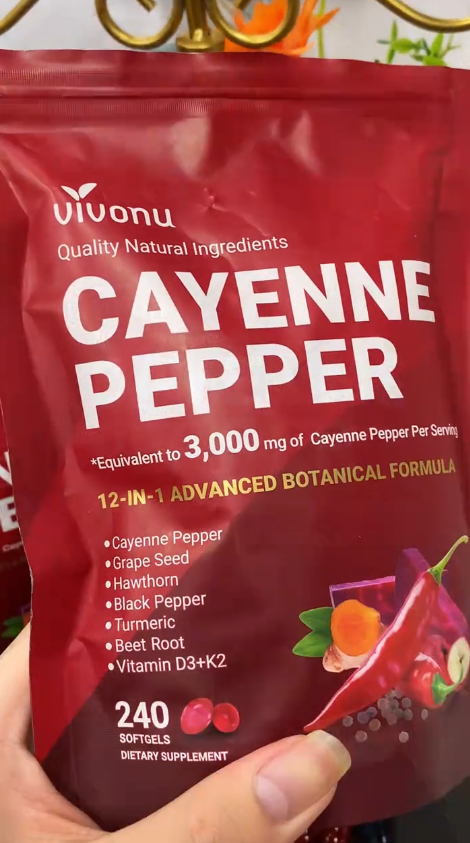 vivonu
Quality Natural Ingredients
CAYENNE
PEPPER
*Equivalent to 3,000 mg of Cayenne Pepper Per Serving
12-IN-1 ADVANCED BOTANICAL FORMULA
•Cayenne Pepper
•Grape Seed
•Hawthorn
•Black Pepper
•Turmeric
•Beet Root
•Vitamin D3+K2
240
SOFTGELS
DIETARY SUPPLEMENT